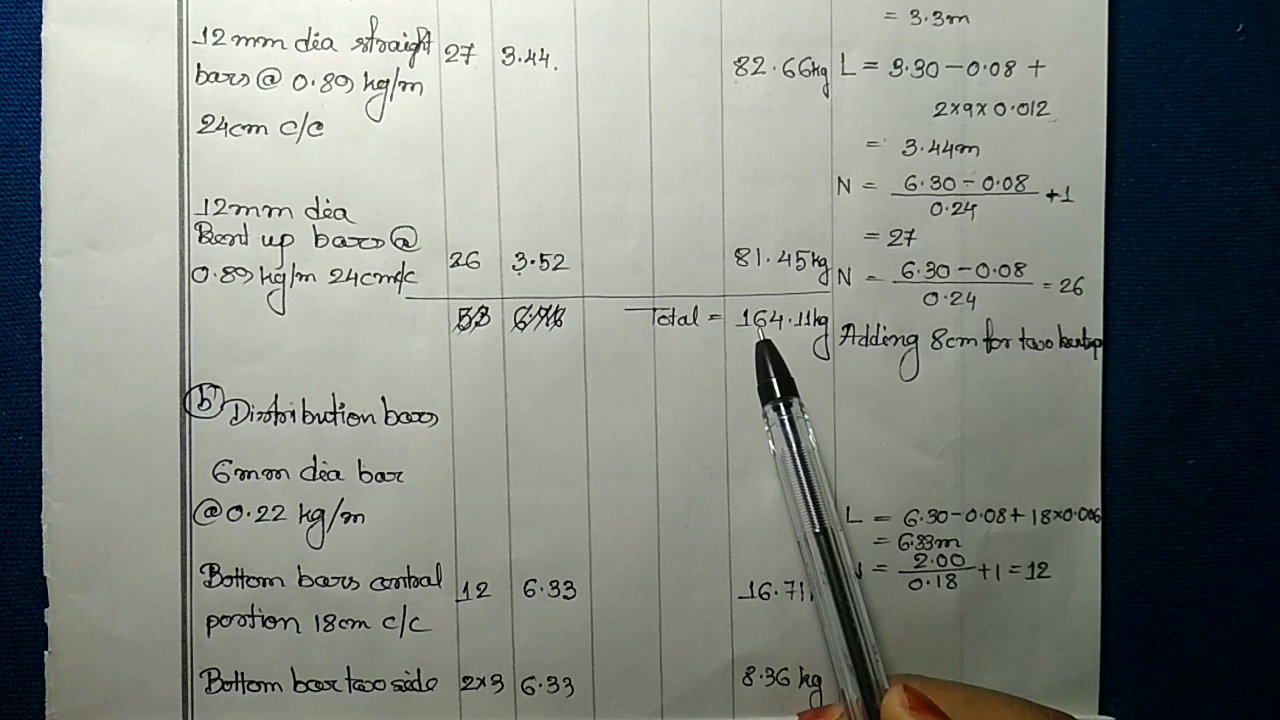 = 3.3m
12mm dia straight 27 3.44. 82.66kg L = 3.30-0.08 +
bars @ 0.89 kg/m 2x9x0.012
24cm c/c = 3.44m
N = 6.30-0.08 / 0.24 +1
12mm dia = 27
Bent up bars @ 26 3.52 81.45kg N = 6.30-0.08 / 0.24 = 26
0.89 kg/m 24cm c/c
Total = 164.11kg Adding 8cm for two bentup
(b) Distribution bars
6mm dia bar
@ 0.22 kg/m L = 6.30-0.08+18x0.006
= 6.33m
Bottom bars central 12 6.33 16.71 = 2.00 / 0.18 +1=12
portion 18cm c/c
Bottom bar two side 2x3 6.33 8.36 kg